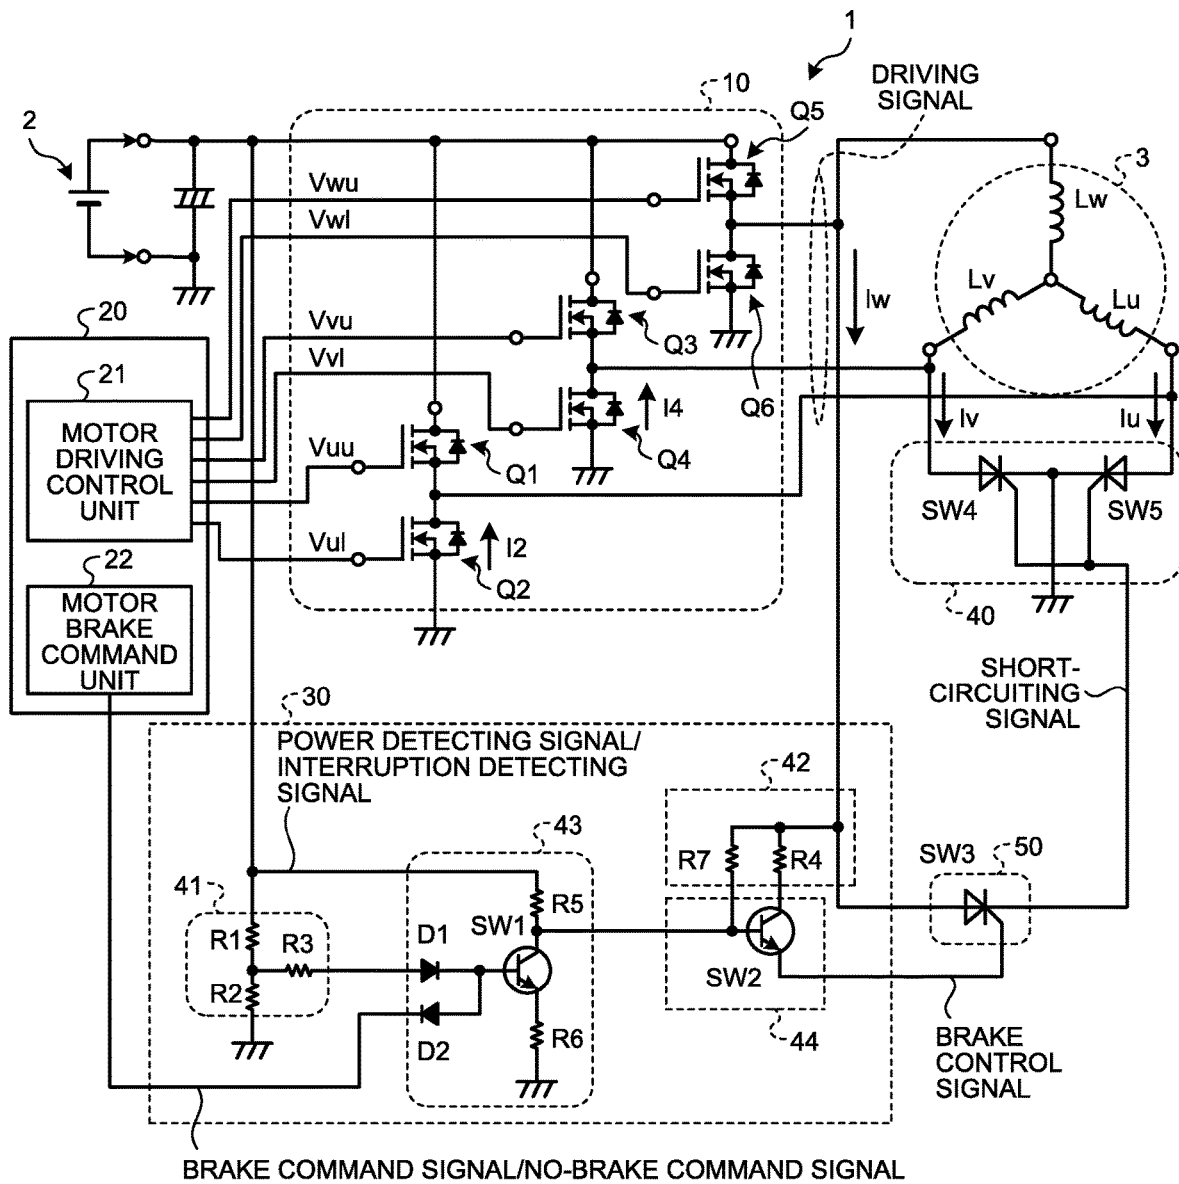 1
DRIVING
SIGNAL
10
Q5
2
3
Vwu
Lw
Vwl
Lv
Lu
Iw
20
Vvu
Q3
21
Vvl
Q6
I4
Iv
Iu
MOTOR
DRIVING
CONTROL
UNIT
Vuu
Q1
Q4
SW4
SW5
22
Vul
I2
Q2
40
MOTOR
BRAKE
COMMAND
UNIT
SHORT-
CIRCUITING
SIGNAL
30
POWER DETECTING SIGNAL/
INTERRUPTION DETECTING
SIGNAL
42
43
R7
R4
SW3
50
41
R5
R1
R3
D1
SW1
R2
SW2
D2
R6
44
BRAKE
CONTROL
SIGNAL
BRAKE COMMAND SIGNAL/NO-BRAKE COMMAND SIGNAL